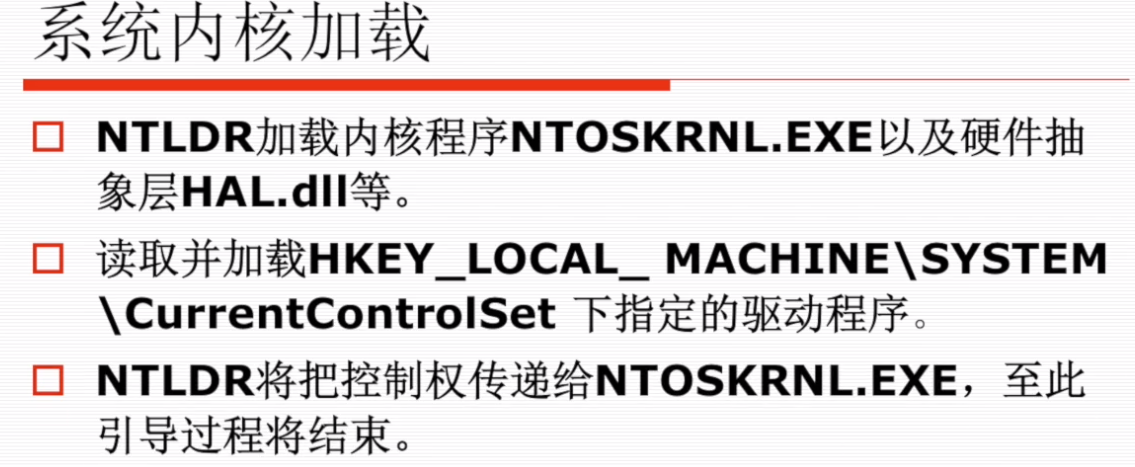 系统内核加载
NTLDR加载内核程序NTOSKRNL.EXE以及硬件抽
象层HAL.dll等。
读取并加载HKEY_LOCAL_ MACHINE\SYSTEM
\CurrentControlSet 下指定的驱动程序。
NTLDR将把控制权传递给NTOSKRNL.EXE，至此
引导过程将结束。